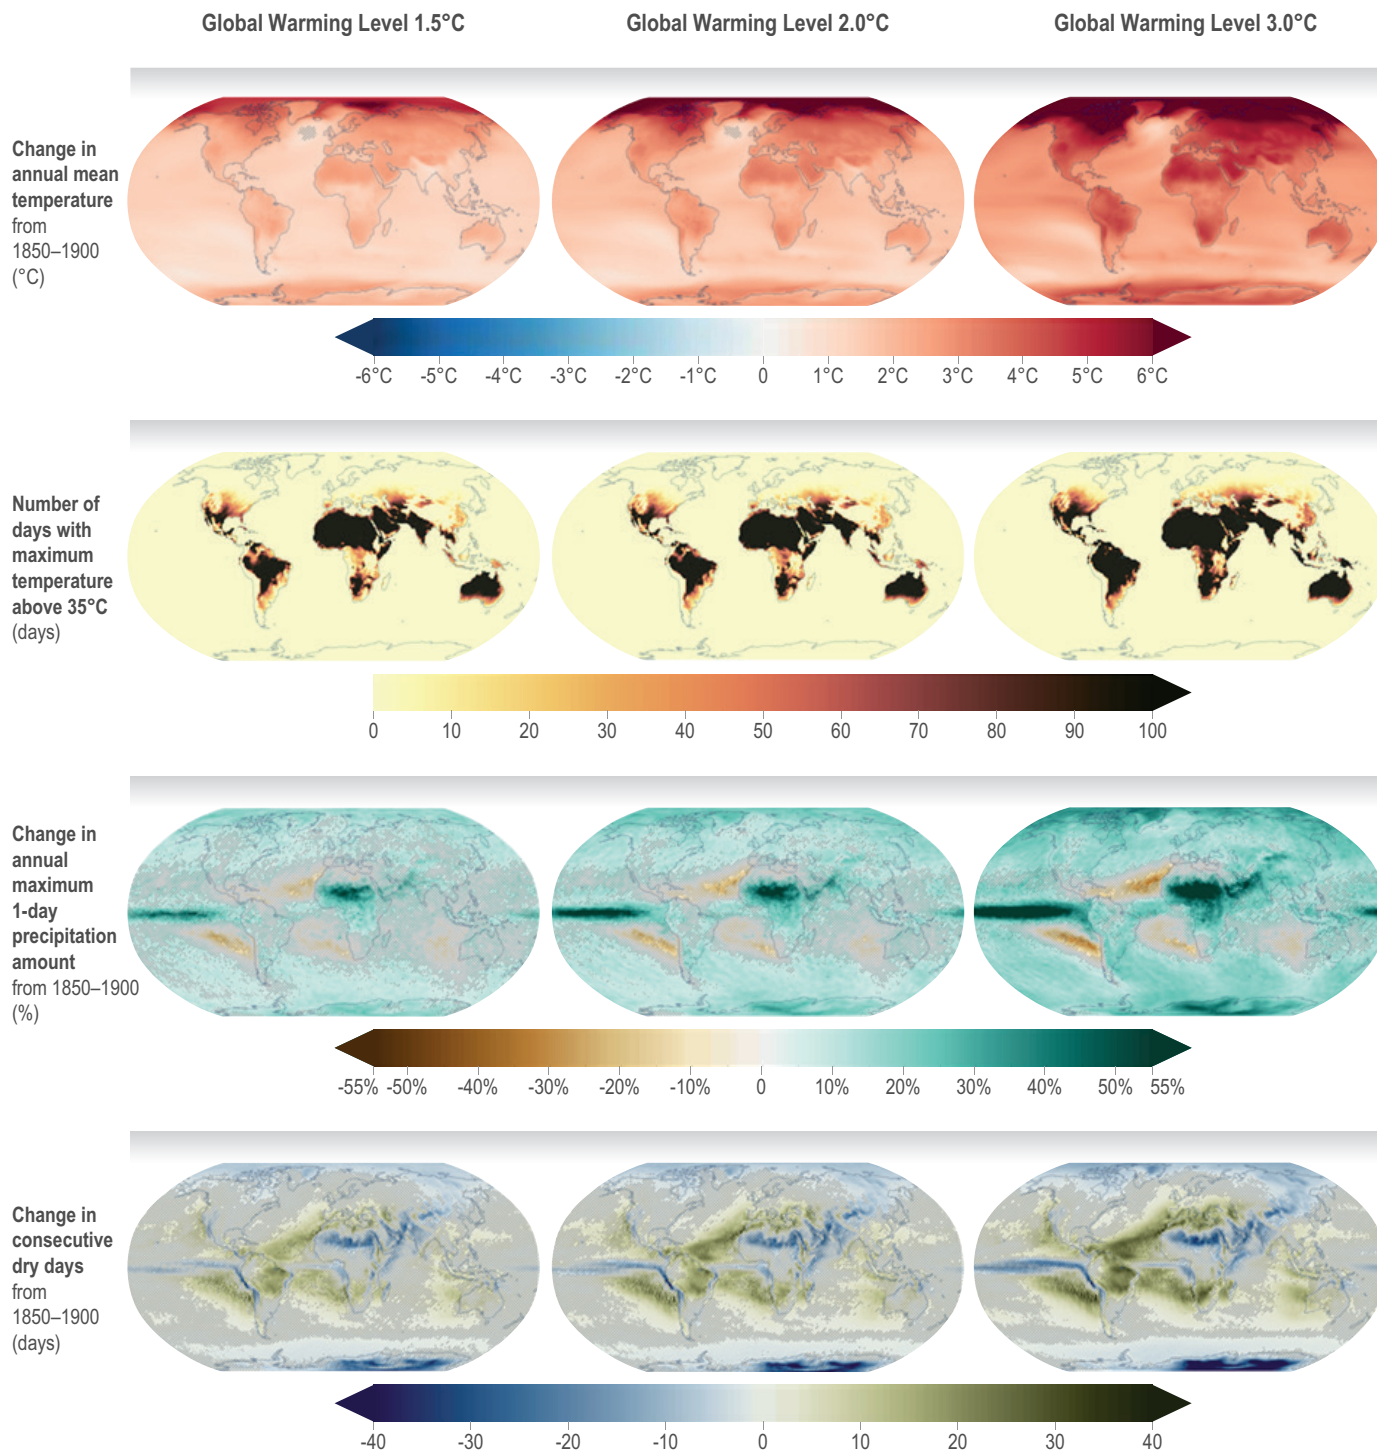 Global Warming Level 1.5°C
Global Warming Level 2.0°C
Global Warming Level 3.0°C
Change in
annual mean
temperature
from
1850–1900
(°C)
-6°C -5°C -4°C -3°C -2°C -1°C 0 1°C 2°C 3°C 4°C 5°C 6°C
Number of
days with
maximum
temperature
above 35°C
(days)
0 10 20 30 40 50 60 70 80 90 100
Change in
annual
maximum
1-day
precipitation
amount
from 1850–1900
(%)
-55% -50% -40% -30% -20% -10% 0 10% 20% 30% 40% 50% 55%
Change in
consecutive
dry days
from
1850–1900
(days)
-40 -30 -20 -10 0 10 20 30 40